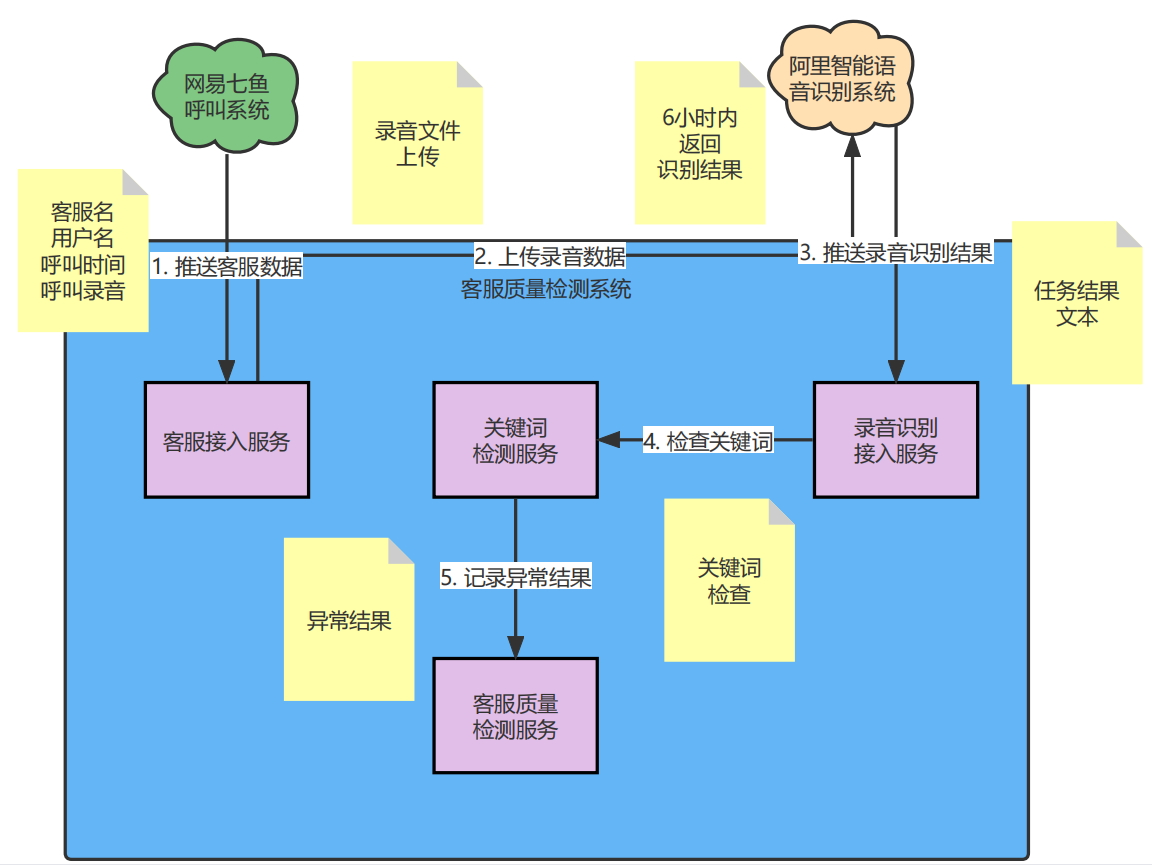 网易七鱼
呼叫系统
阿里智能语
音识别系统
录音文件
上传
6小时内
返回
识别结果
客服名
用户名
呼叫时间
呼叫录音
1. 推送客服数据
2. 上传录音数据
3. 推送录音识别结果
客服质量检测系统
任务结果
文本
客服接入服务
关键词
检测服务
4. 检查关键词
录音识别
接入服务
5. 记录异常结果
关键词
检查
异常结果
客服质量
检测服务